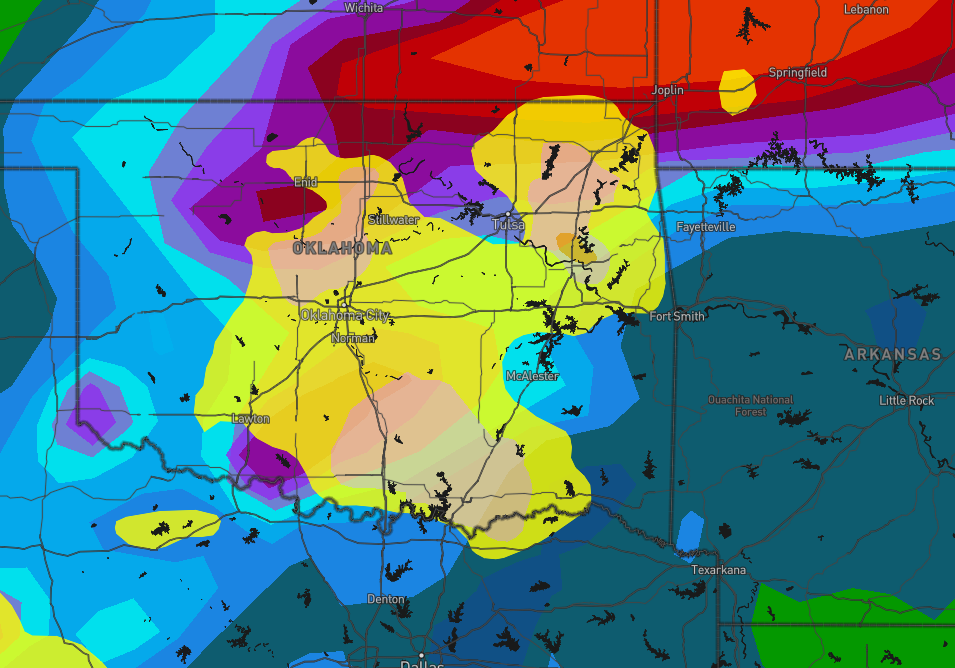 Wichita
Lebanon
Springfield
Joplin
Enid
Stillwater
Tulsa
Fayetteville
OKLAHOMA
Oklahoma City
Fort Smith
Norman
ARKANSAS
McAlester
Ouachita National
Forest
Little Rock
Lawton
Texarkana
Denton
Dallas